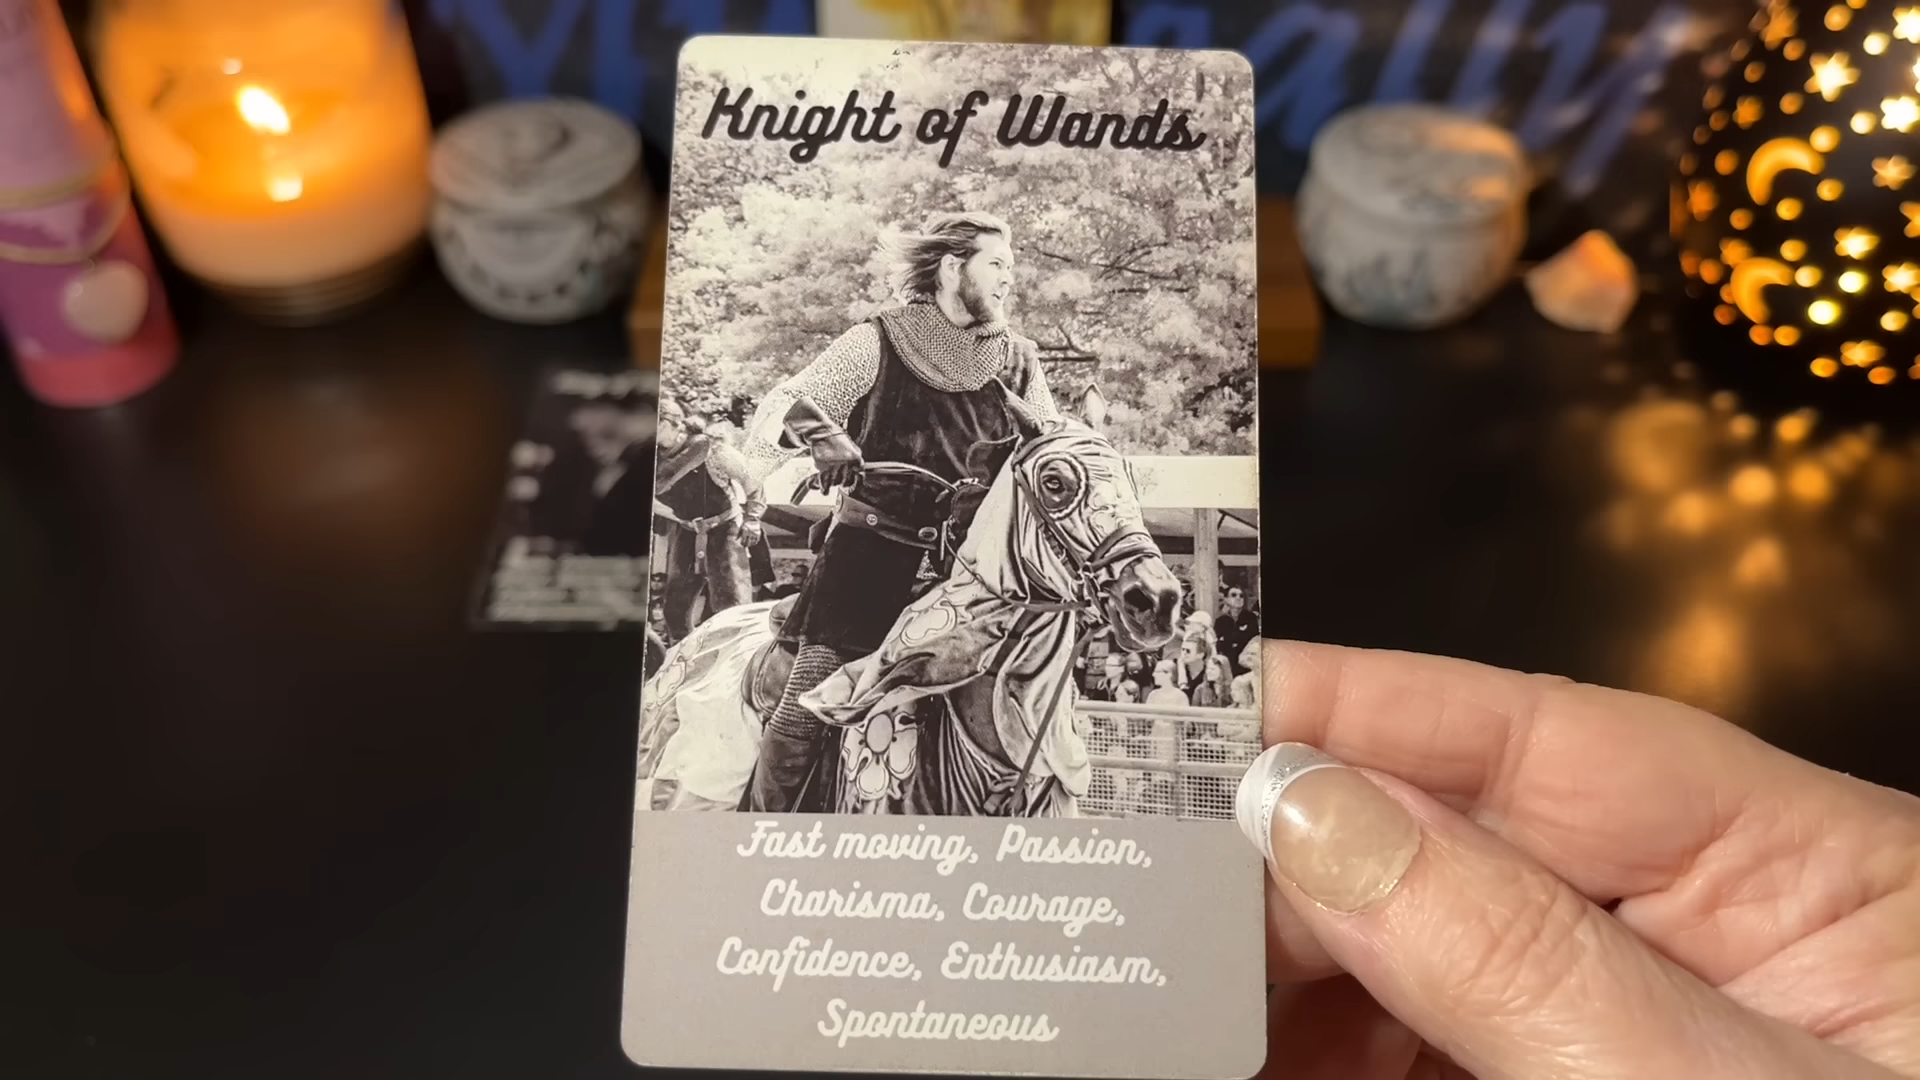 Knight of Wands
Fast moving, Passion,
Charisma, Courage,
Confidence, Enthusiasm,
Spontaneous